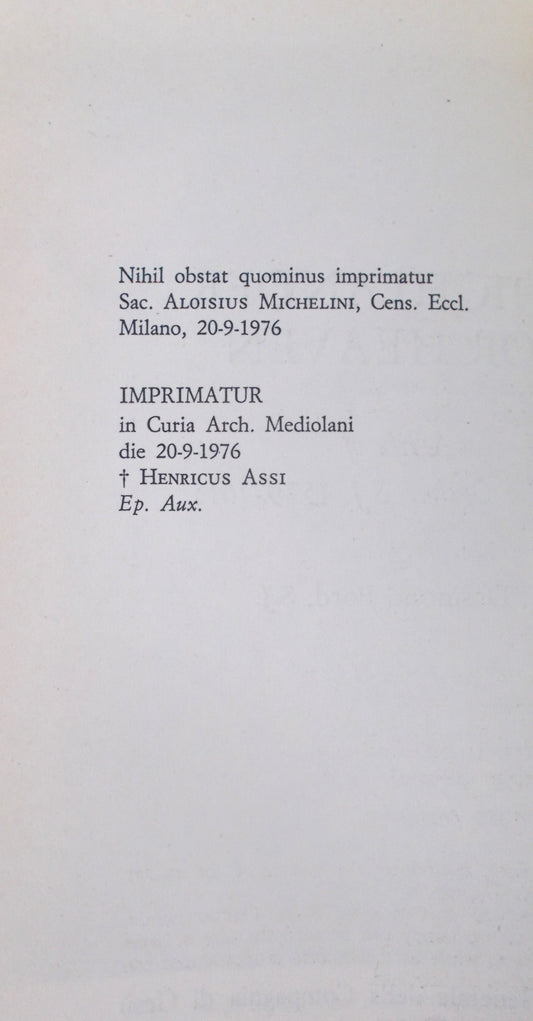 Nihil obstat quominus imprimatur
Sac. ALOISIUS MICHELINI, Cens. Eccl.
Milano, 20-9-1976
IMPRIMATUR
in Curia Arch. Mediolani
die 20-9-1976
† HENRICUS ASSI
Ep. Aux.